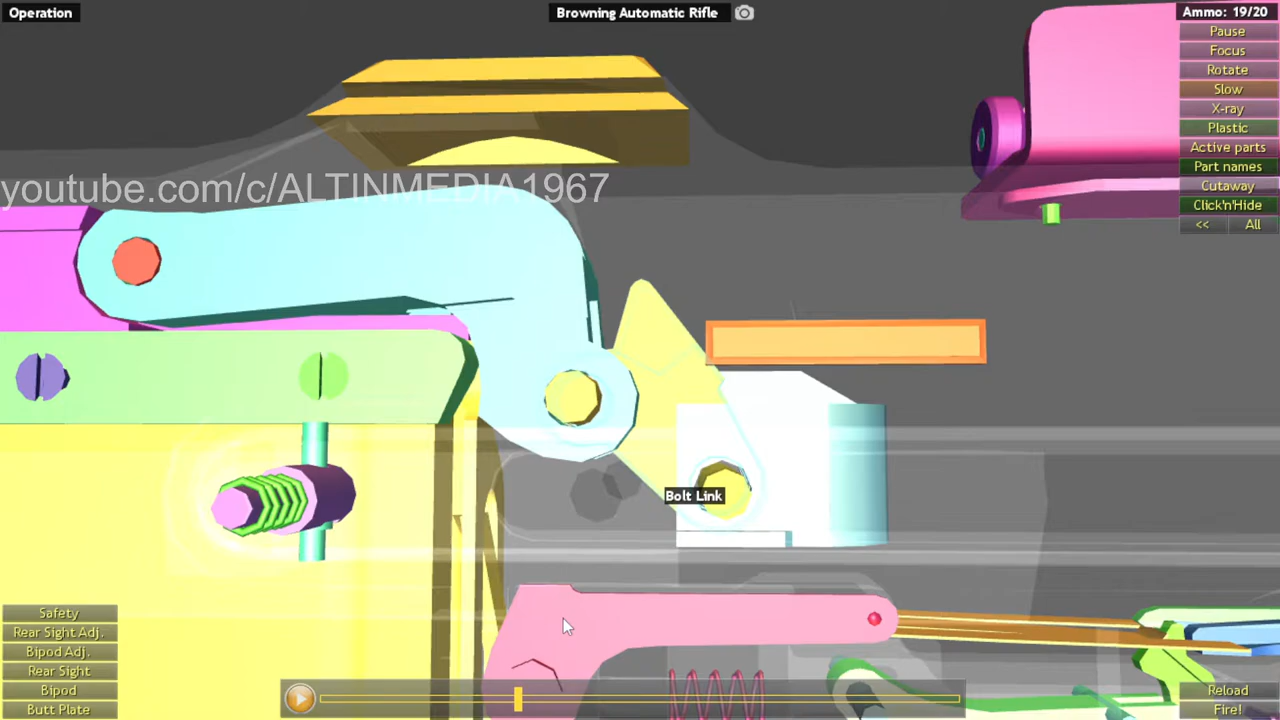 Operation
Browning Automatic Rifle
Ammo: 19/20
Pause
Focus
Rotate
Slow
X-ray
Plastic
Active parts
Part names
Cutaway
Click'n'Hide
<< All
youtube.com/c/ALTINMEDIA1967
Bolt Link
Safety
Rear Sight Adj.
Bipod Adj.
Rear Sight
Bipod
Butt Plate
Reload
Fire!